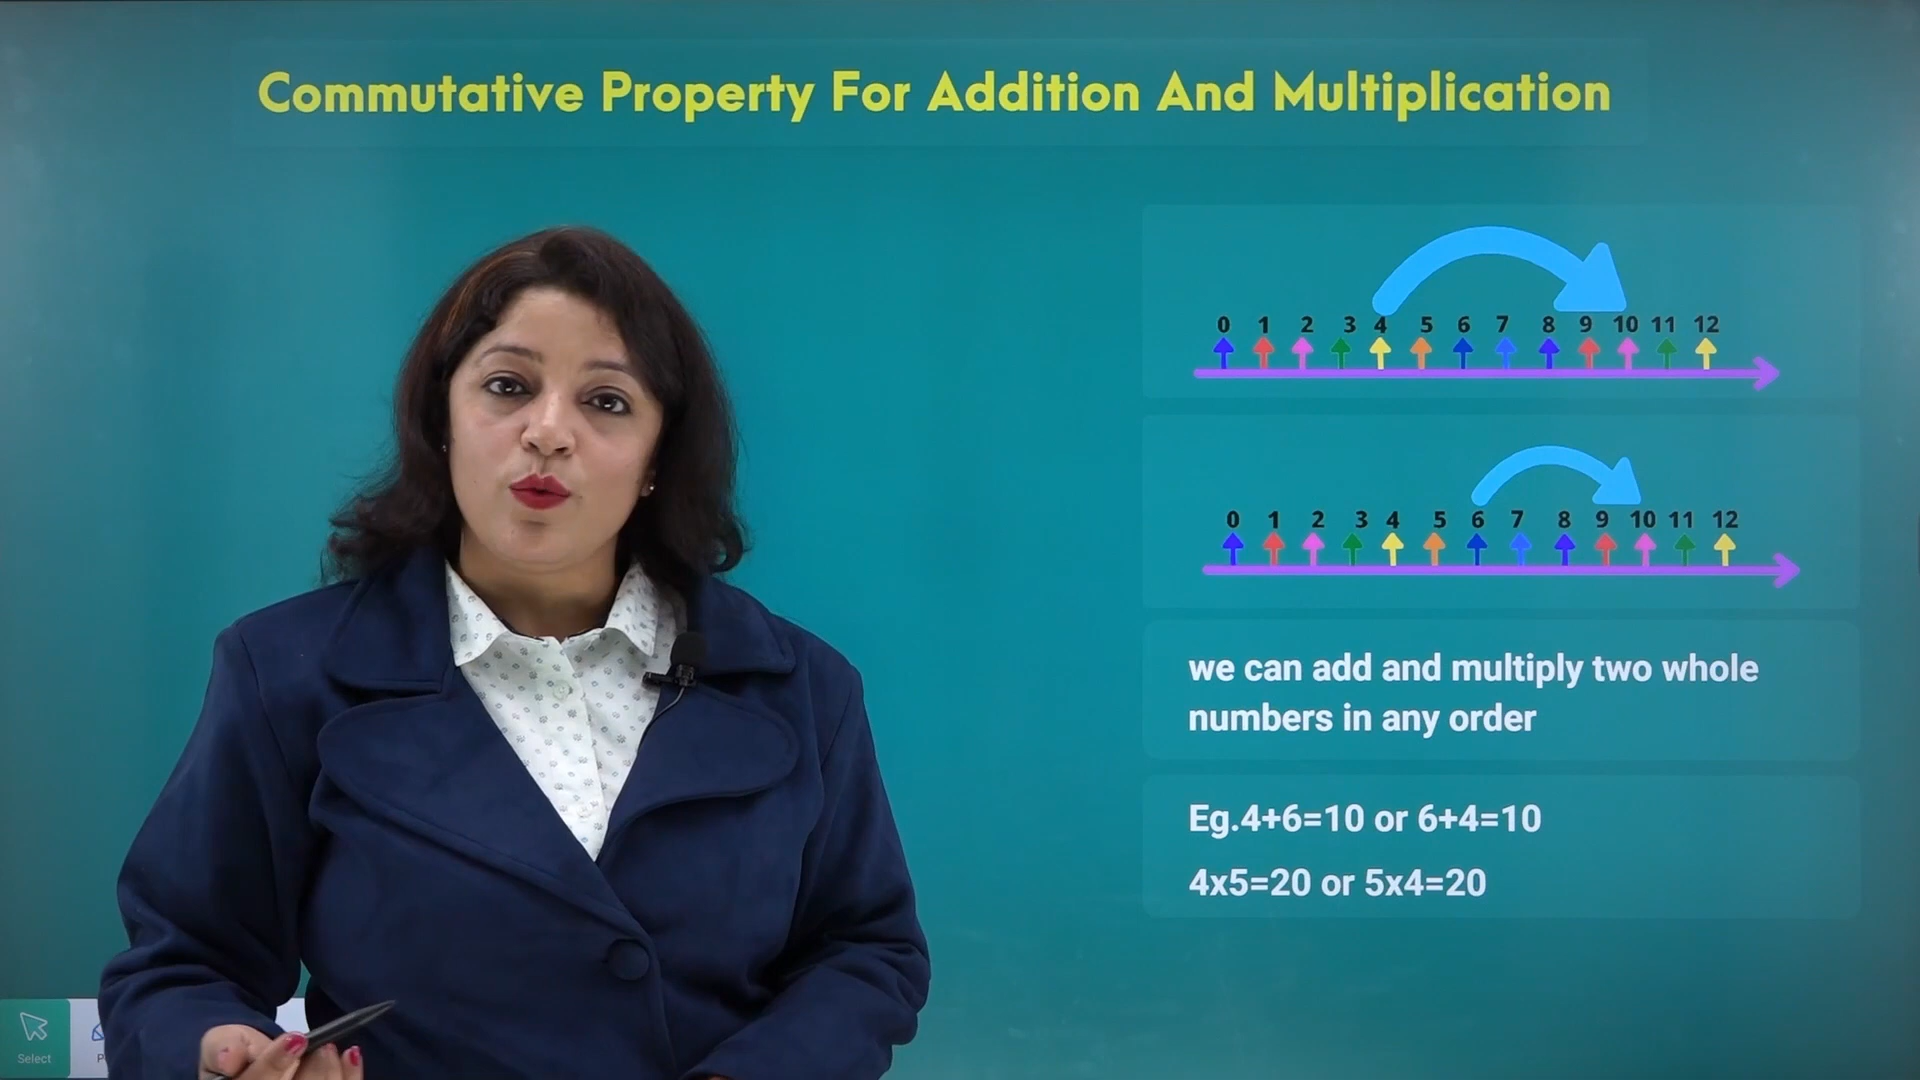 Commutative Property For Addition And Multiplication
0 1 2 3 4 5 6 7 8 9 10 11 12
0 1 2 3 4 5 6 7 8 9 10 11 12
we can add and multiply two whole
numbers in any order
Eg.4+6=10 or 6+4=10
4x5=20 or 5x4=20
Select